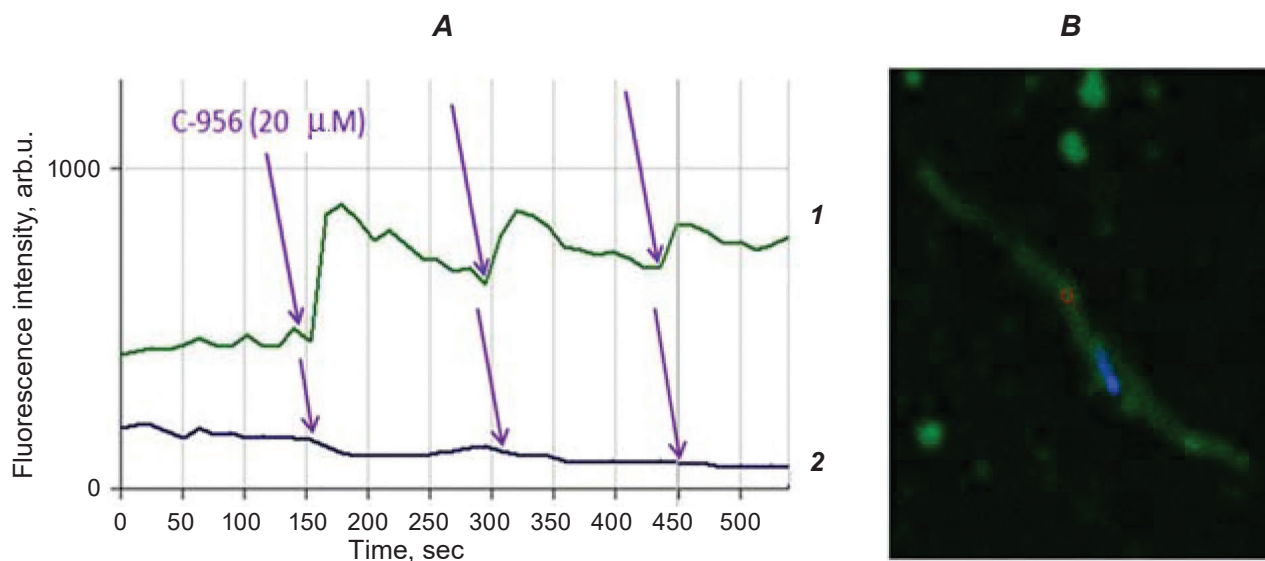 A
B
C-956 (20 μ.M)
Fluorescence intensity, arb.u.
1000
0
1
2
0 50 100 150 200 250 300 350 400 450 500
Time, sec